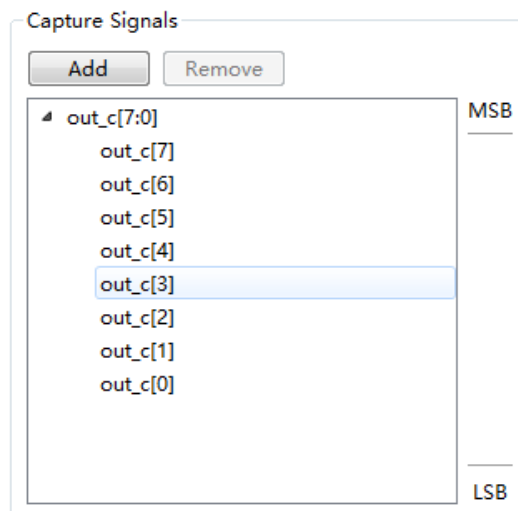 Capture Signals
Add Remove
out_c[7:0]
MSB
out_c[7]
out_c[6]
out_c[5]
out_c[4]
out_c[3]
out_c[2]
out_c[1]
out_c[0]
LSB